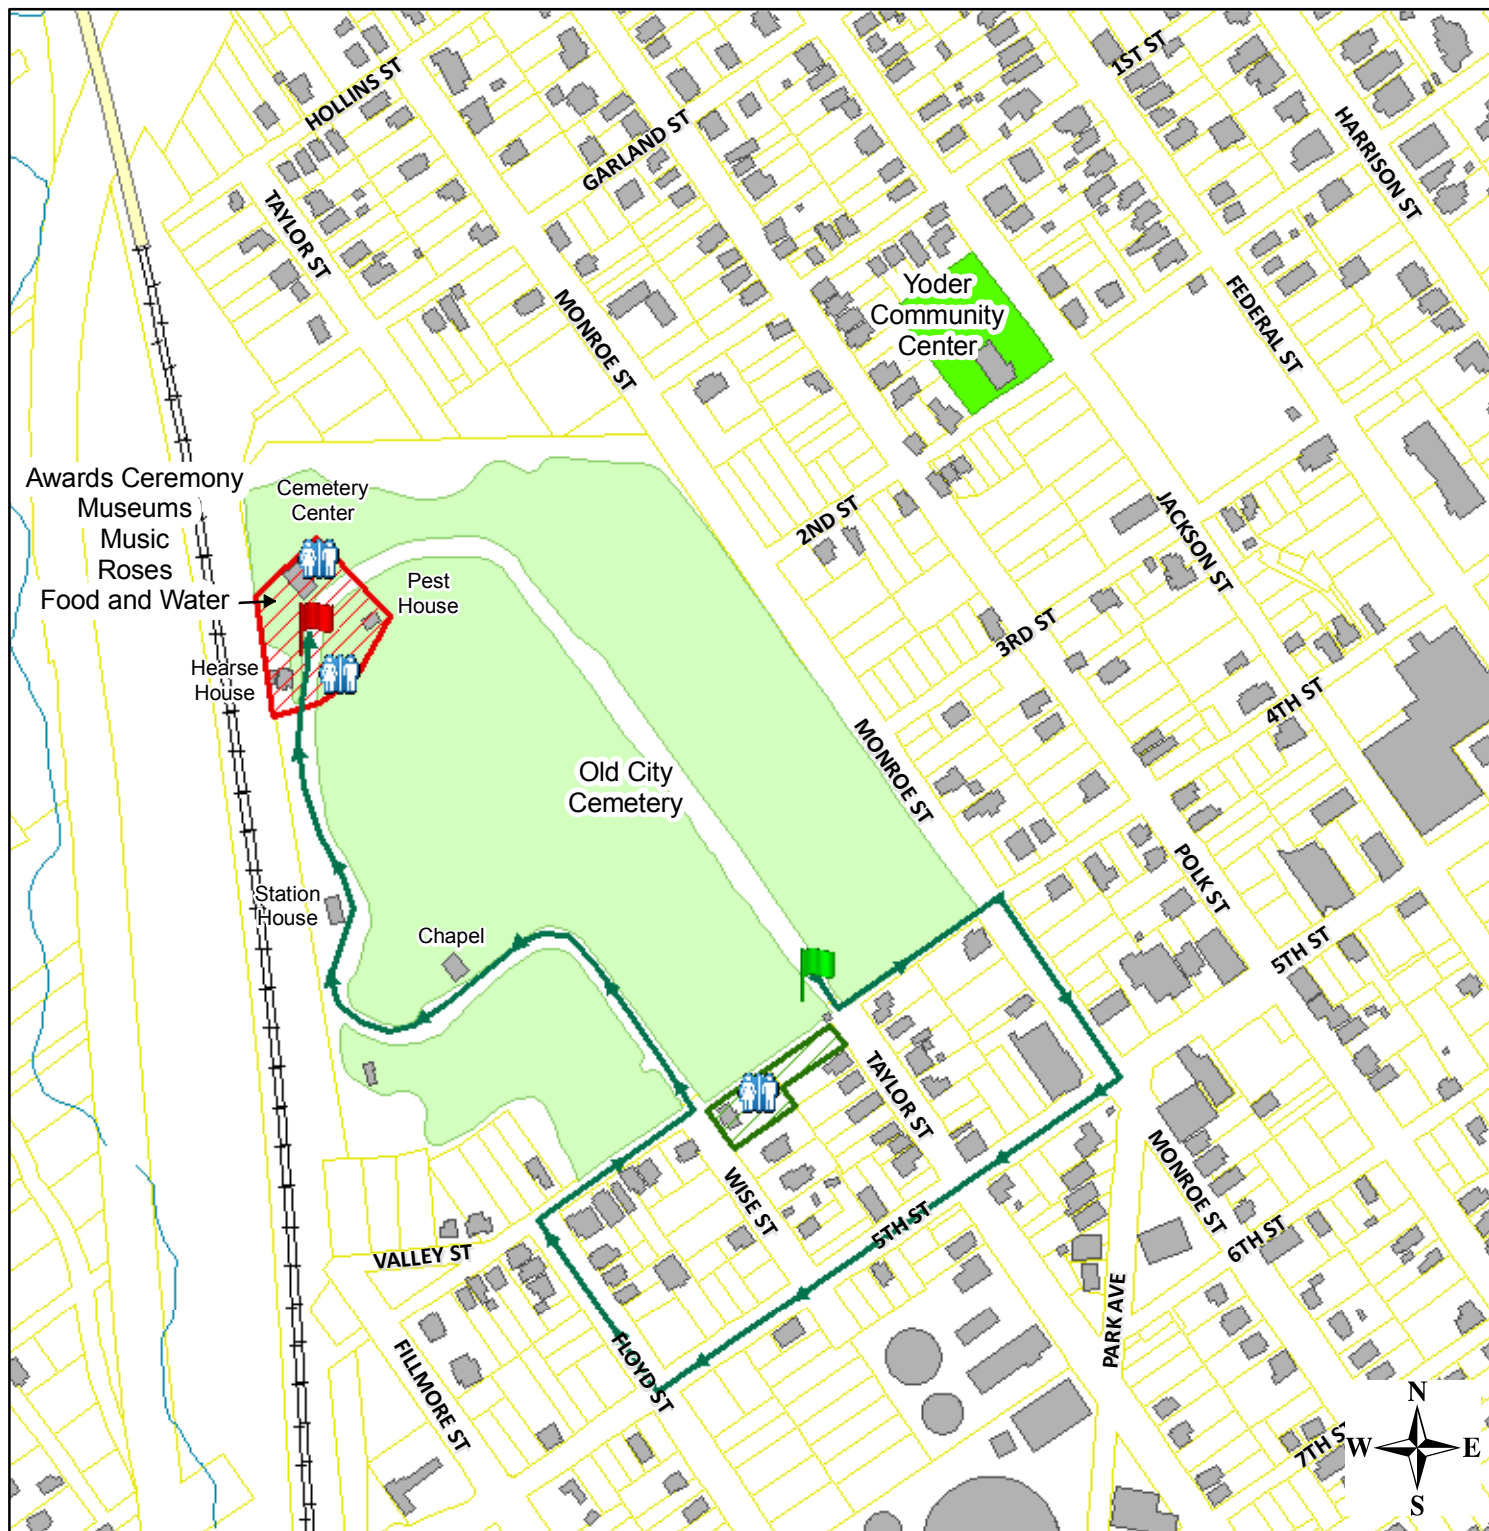 HOLLINS ST
1ST ST
GARLAND ST
HARRISON ST
TAYLOR ST
MONROE ST
Yoder
Community
Center
FEDERAL ST
Awards Ceremony
Museums
Music
Roses
Food and Water
Cemetery
Center
2ND ST
JACKSON ST
Pest
House
3RD ST
Hearse
House
4TH ST
Old City
Cemetery
MONROE ST
POLK ST
Station
House
Chapel
5TH ST
TAYLOR ST
MONROE ST
WISE ST
5TH ST
6TH ST
VALLEY ST
PARK AVE
FILLMORE ST
FLOYD ST
7TH S
N
W
E
S